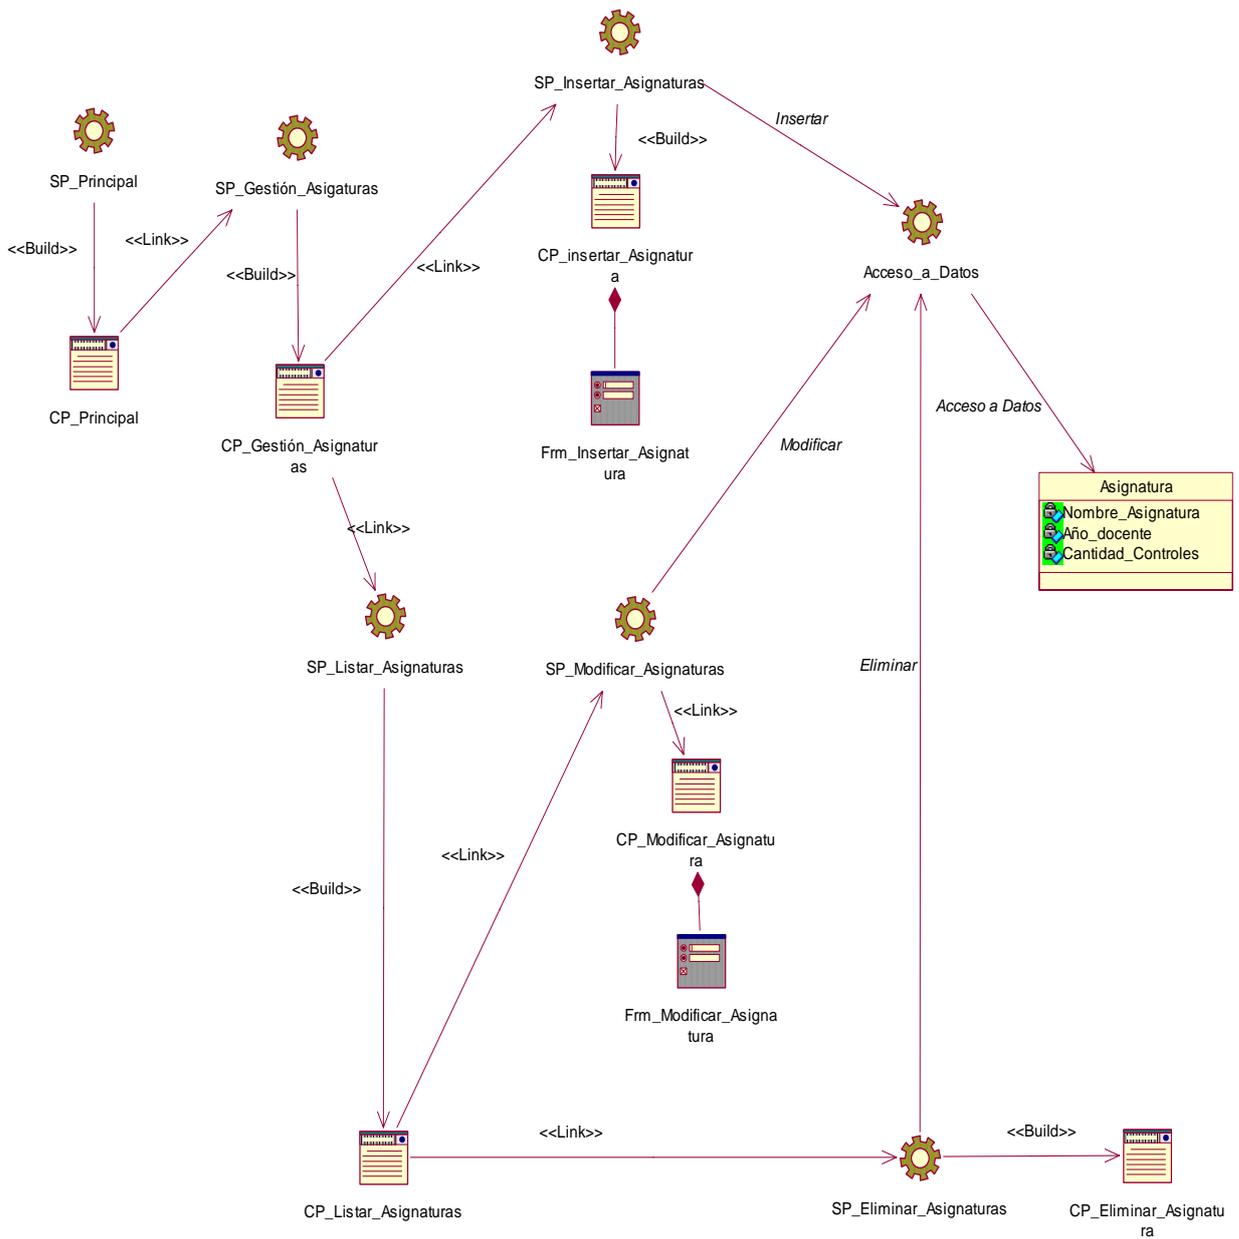 SP_Insertar_Asignaturas
Insertar
<<Build>>
SP_Principal
SP_Gestión_Asigaturas
<<Build>>
<<Link>>
<<Build>>
<<Link>>
CP_insertar_Asignatur
a
Acceso_a_Datos
CP_Principal
CP_Gestión_Asignatur
as
Frm_Insertar_Asignat
ura
Modificar
Acceso a Datos
Asignatura
Nombre_Asignatura
Año_docente
Cantidad_Controles
<<Link>>
SP_Listar_Asignaturas
SP_Modificar_Asignaturas
Eliminar
<<Link>>
CP_Modificar_Asignatu
ra
<<Link>>
<<Build>>
Frm_Modificar_Asigna
tura
<<Link>>
<<Build>>
CP_Listar_Asignaturas
SP_Eliminar_Asignaturas
CP_Eliminar_Asignatu
ra